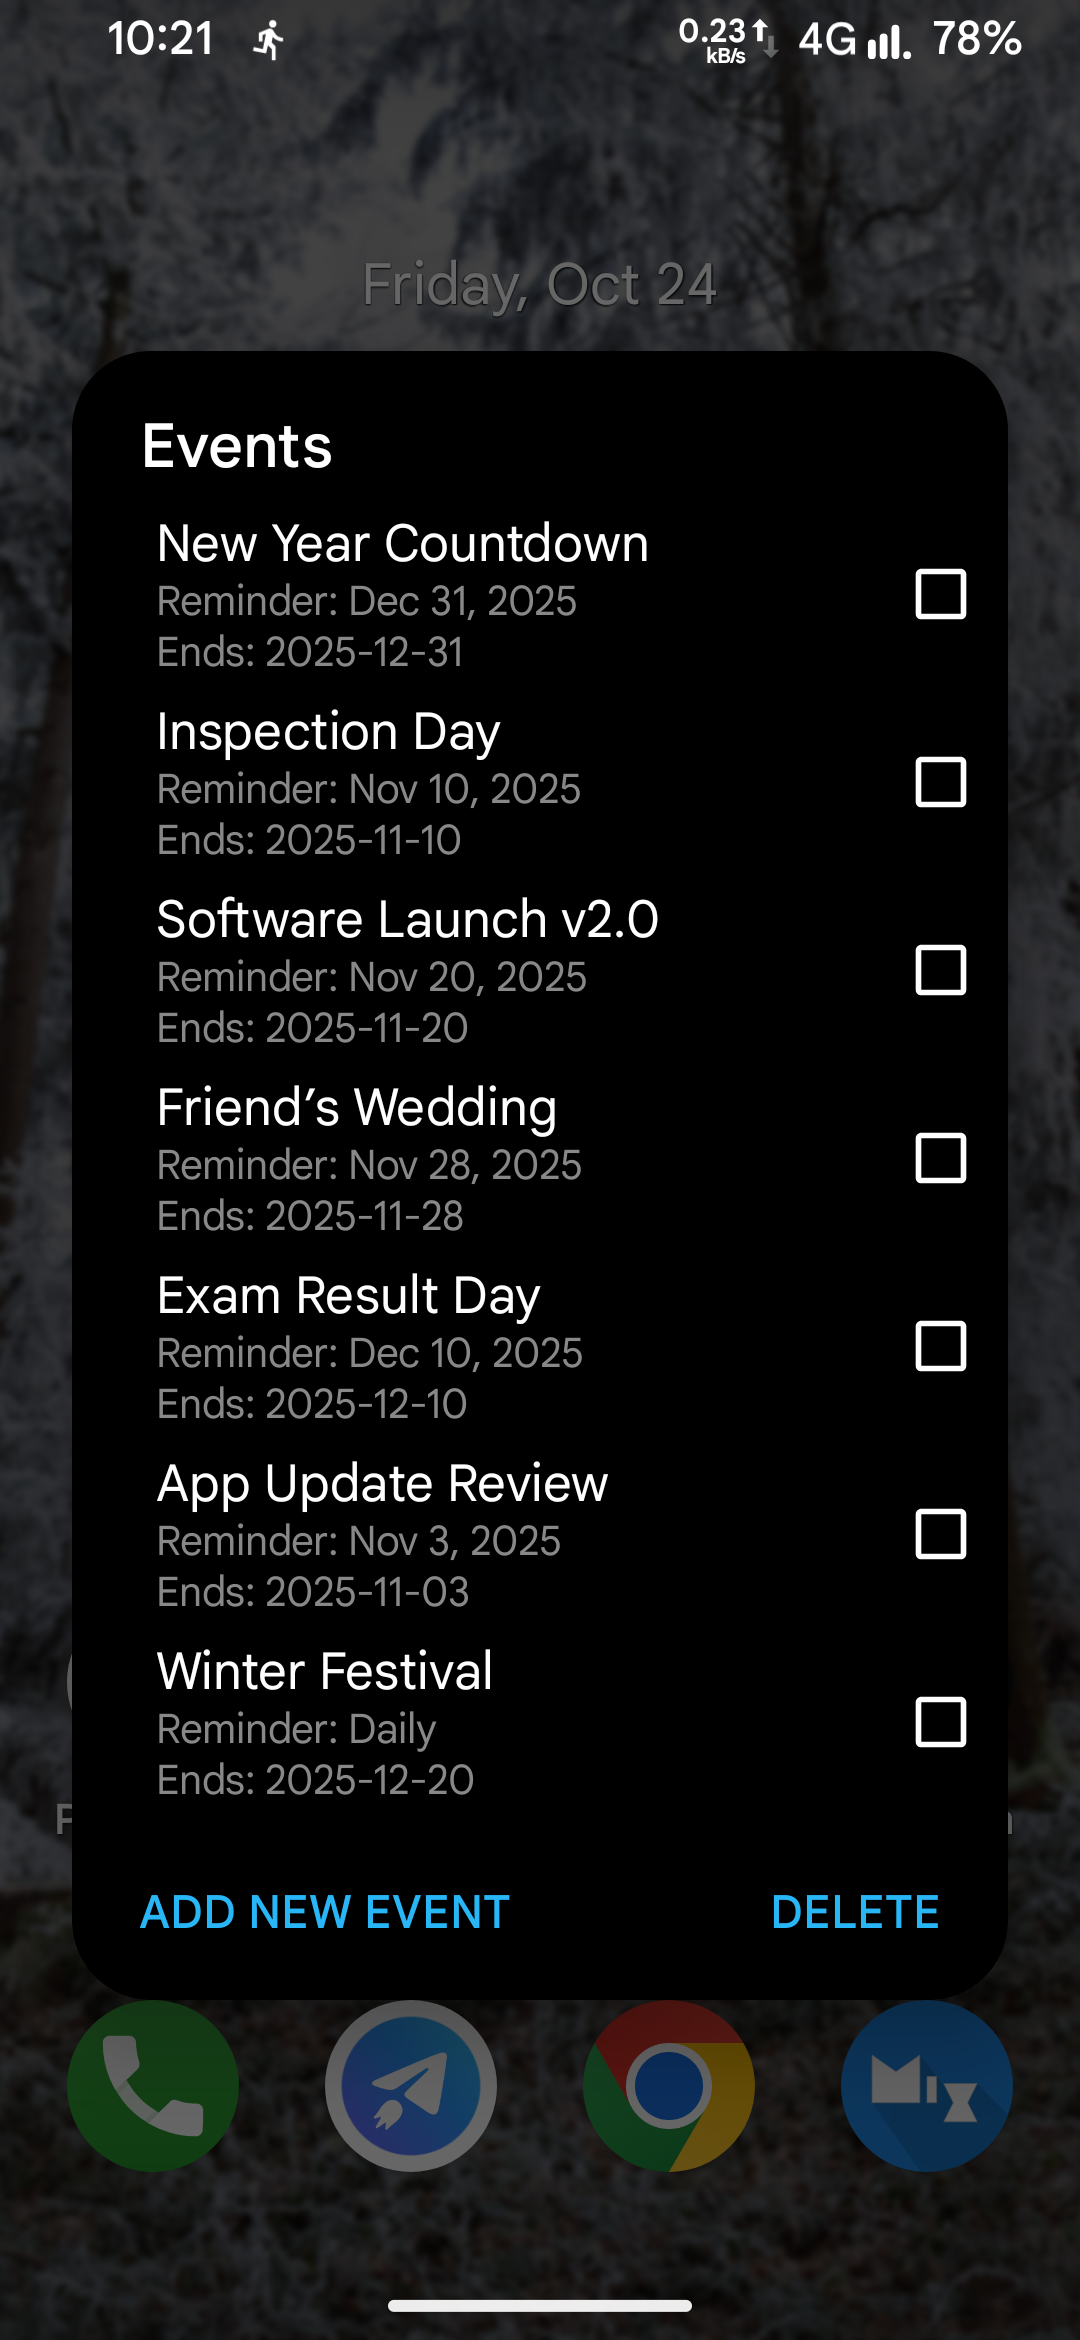 10:21 0.23 kB/s 4G 78%
Friday, Oct 24
Events
New Year Countdown
Reminder: Dec 31, 2025
Ends: 2025-12-31
Inspection Day
Reminder: Nov 10, 2025
Ends: 2025-11-10
Software Launch v2.0
Reminder: Nov 20, 2025
Ends: 2025-11-20
Friend’s Wedding
Reminder: Nov 28, 2025
Ends: 2025-11-28
Exam Result Day
Reminder: Dec 10, 2025
Ends: 2025-12-10
App Update Review
Reminder: Nov 3, 2025
Ends: 2025-11-03
Winter Festival
Reminder: Daily
Ends: 2025-12-20
ADD NEW EVENT DELETE